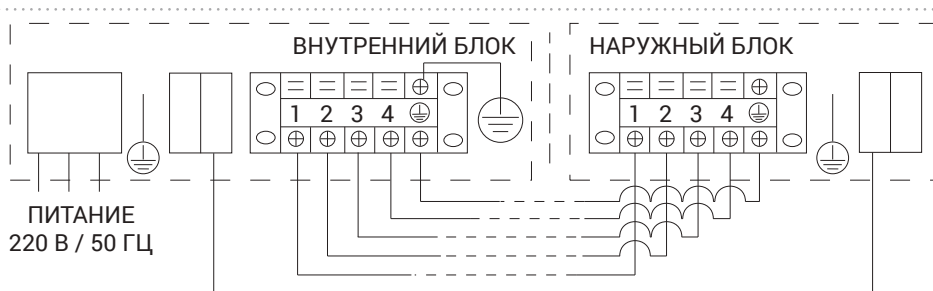 ВНУТРЕННИЙ БЛОК
НАРУЖНЫЙ БЛОК
1 2 3 4
1 2 3 4
ПИТАНИЕ
220 В / 50 ГЦ